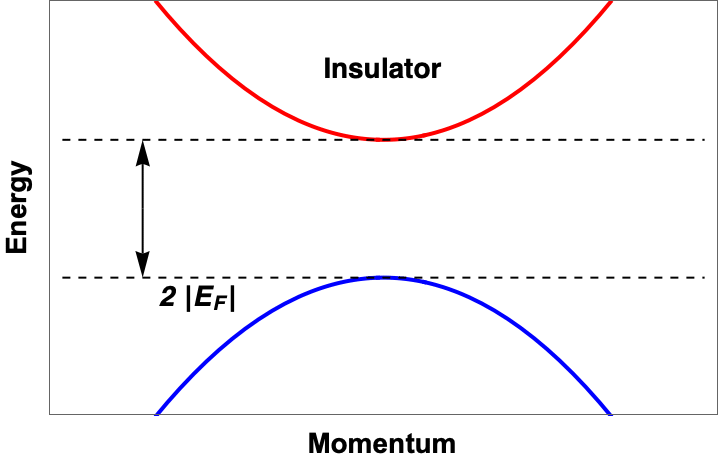 Insulator
Energy
2 |E_F|
Momentum